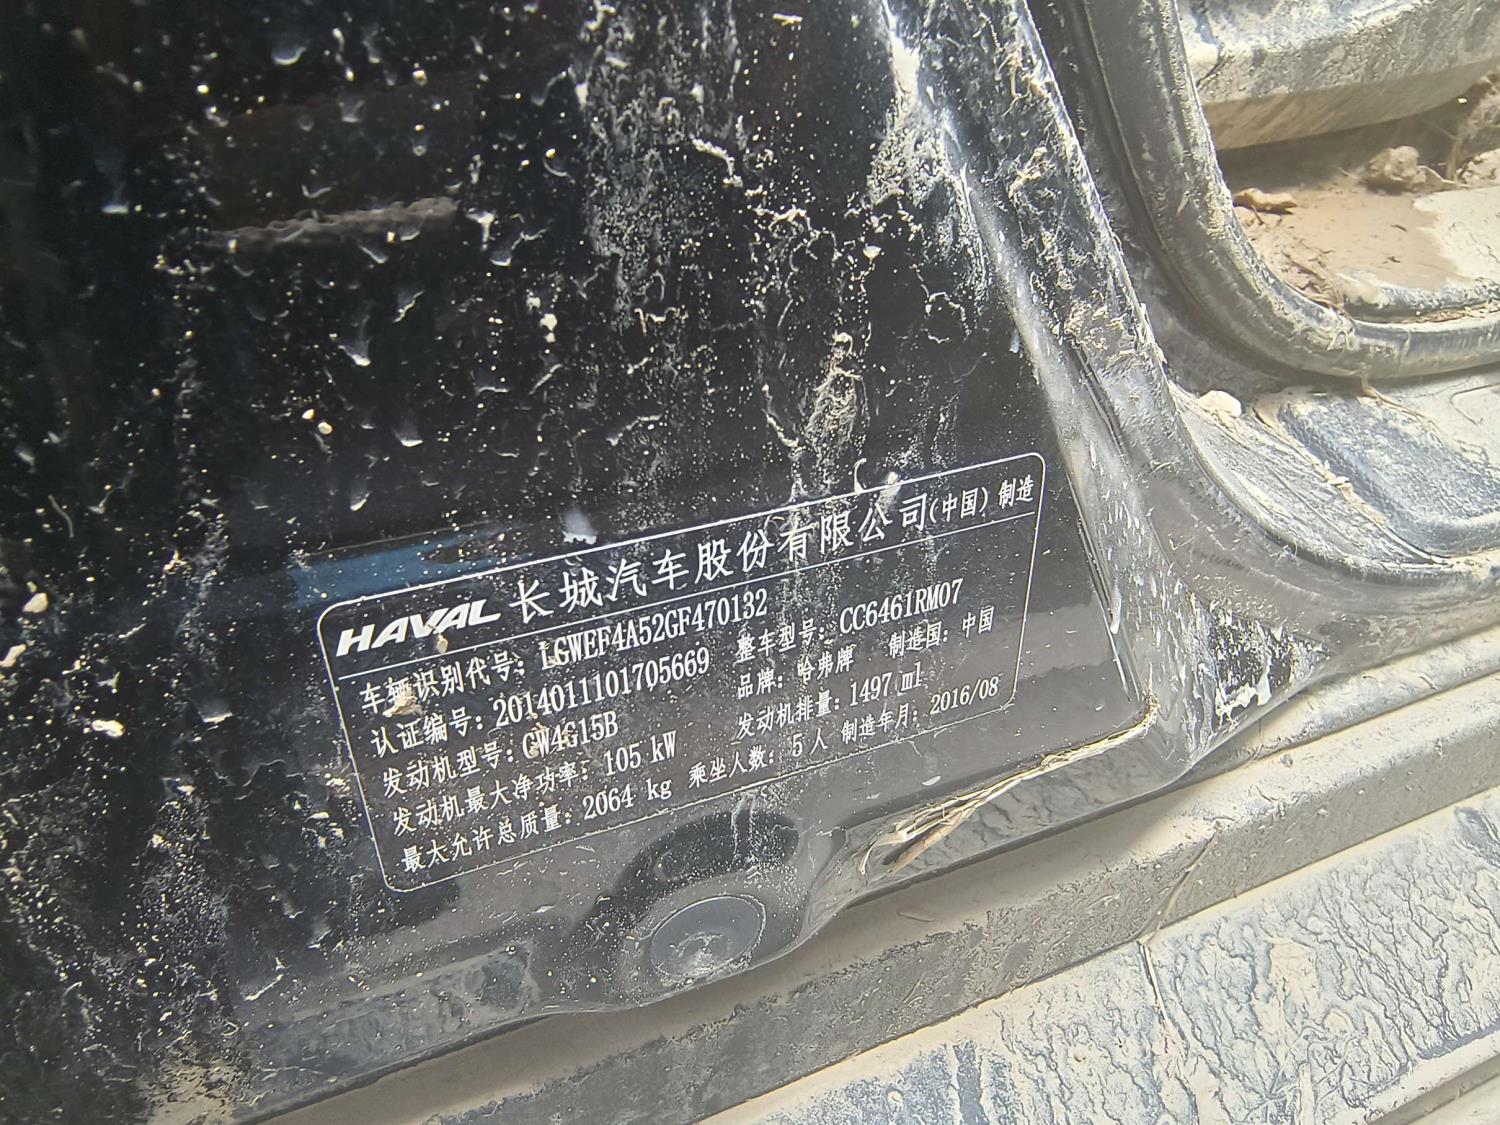 HAVAL 长城汽车股份有限公司(中国) 制造
车辆识别代号: LGWEF4A52GF470132
认证编号: 2014011101705669 整车型号: CC6461RM07
发动机型号: GW4G15B 品牌: 哈弗牌 制造国: 中国
发动机最大净功率: 105 kW 发动机排量: 1497 ml
最大允许总质量: 2064 kg 乘坐人数: 5 人 制造年月: 2016/08